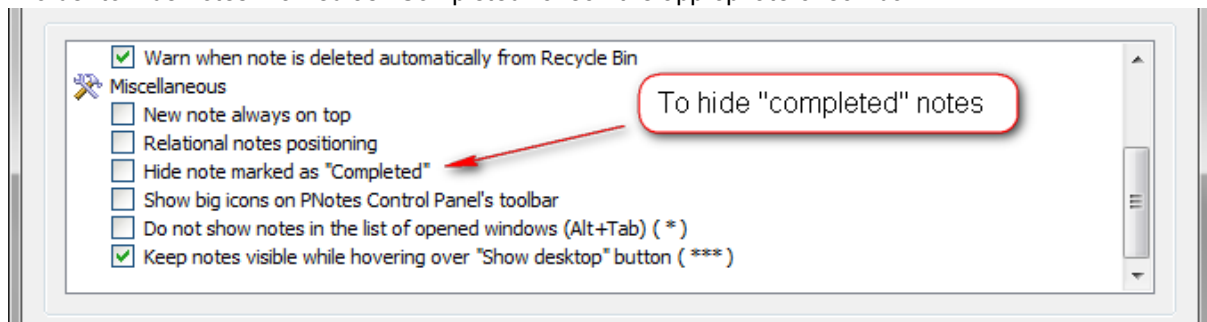 Warn when note is deleted automatically from Recycle Bin
Miscellaneous
New note always on top
To hide "completed" notes
Relational notes positioning
Hide note marked as "Completed"
Show big icons on PNotes Control Panel's toolbar
Do not show notes in the list of opened windows (Alt+Tab) ( * )
Keep notes visible while hovering over "Show desktop" button ( *** )